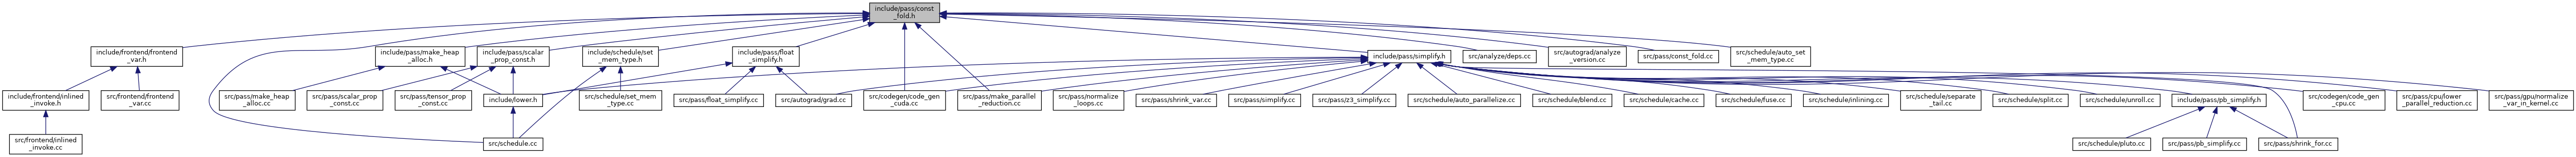 include/pass/const
_fold.h
include/frontend/frontend
_var.h
include/pass/make_heap
_alloc.h
include/pass/scalar
_prop_const.h
include/schedule/set
_mem_type.h
include/pass/float
_simplify.h
include/pass/simplify.h
src/analyze/deps.cc
src/autograd/analyze
_version.cc
src/pass/const_fold.cc
src/schedule/auto_set
_mem_type.cc
include/frontend/inlined
_invoke.h
src/frontend/frontend
_var.cc
src/pass/make_heap
_alloc.cc
src/pass/scalar_prop
_const.cc
src/pass/tensor_prop
_const.cc
include/lower.h
src/schedule/set_mem
_type.cc
src/pass/float_simplify.cc
src/autograd/grad.cc
src/codegen/code_gen
_cuda.cc
src/pass/make_parallel
_reduction.cc
src/pass/normalize
_loops.cc
src/pass/shrink_var.cc
src/pass/simplify.cc
src/pass/z3_simplify.cc
src/schedule/auto_parallelize.cc
src/schedule/blend.cc
src/schedule/cache.cc
src/schedule/fuse.cc
src/schedule/inlining.cc
src/schedule/separate
_tail.cc
src/schedule/split.cc
src/schedule/unroll.cc
include/pass/pb_simplify.h
src/codegen/code_gen
_cpu.cc
src/pass/cpu/lower
_parallel_reduction.cc
src/pass/gpu/normalize
_var_in_kernel.cc
src/frontend/inlined
_invoke.cc
src/schedule.cc
src/schedule/pluto.cc
src/pass/pb_simplify.cc
src/pass/shrink_for.cc